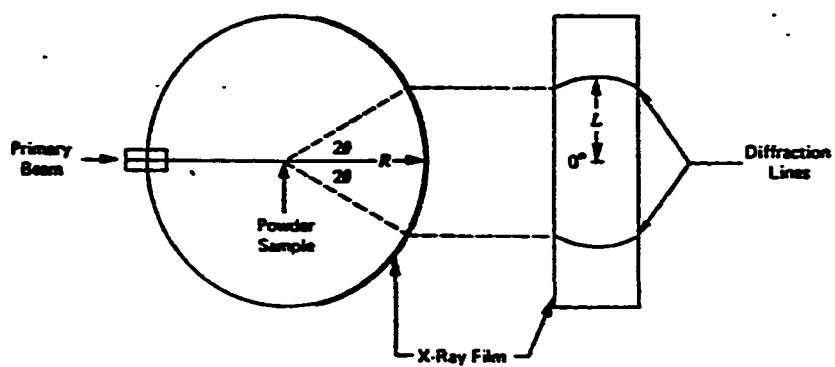 Primary
Beam
2θ
2θ
R
Powder
Sample
X-Ray Film
L
0°
Diffraction
Lines